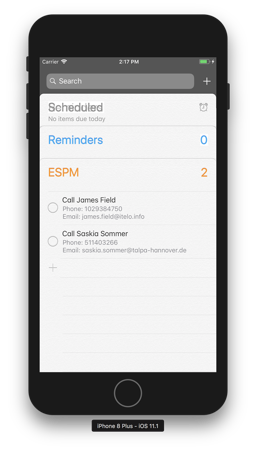 Carrier
2:17 PM
Search
Scheduled
No items due today
Reminders 0
ESPM 2
Call James Field
Phone: 1029384750
Email: james.field@itelo.info
Call Saskia Sommer
Phone: 511403266
Email: saskia.sommer@talpa-hannover.de
iPhone 8 Plus - iOS 11.1